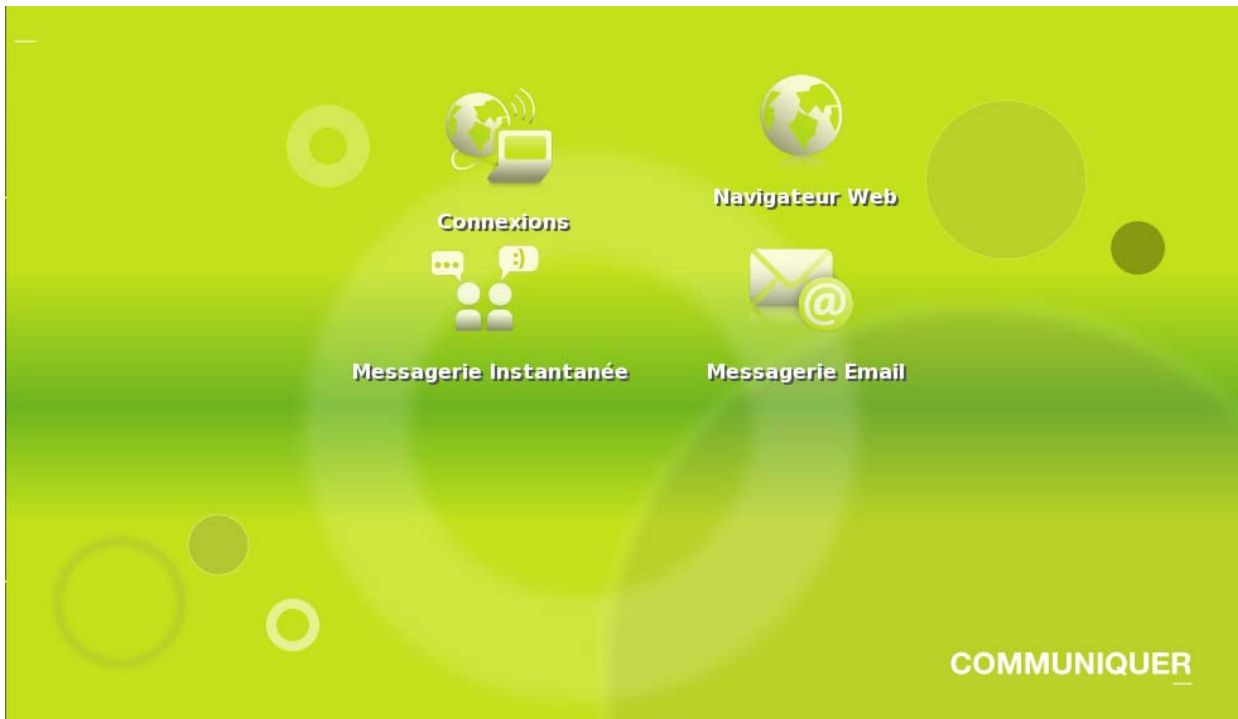 Navigateur Web
Connexions
...
:)
@
Messagerie Instantanée
Messagerie Email
COMMUNIQUER